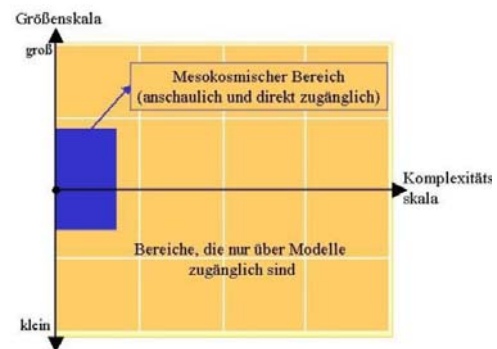 Größenskala
groß
Mesokosmischer Bereich
(anschaulich und direkt zugänglich)
Komplexitäts
skala
Bereiche, die nur über Modelle
zugänglich sind
klein